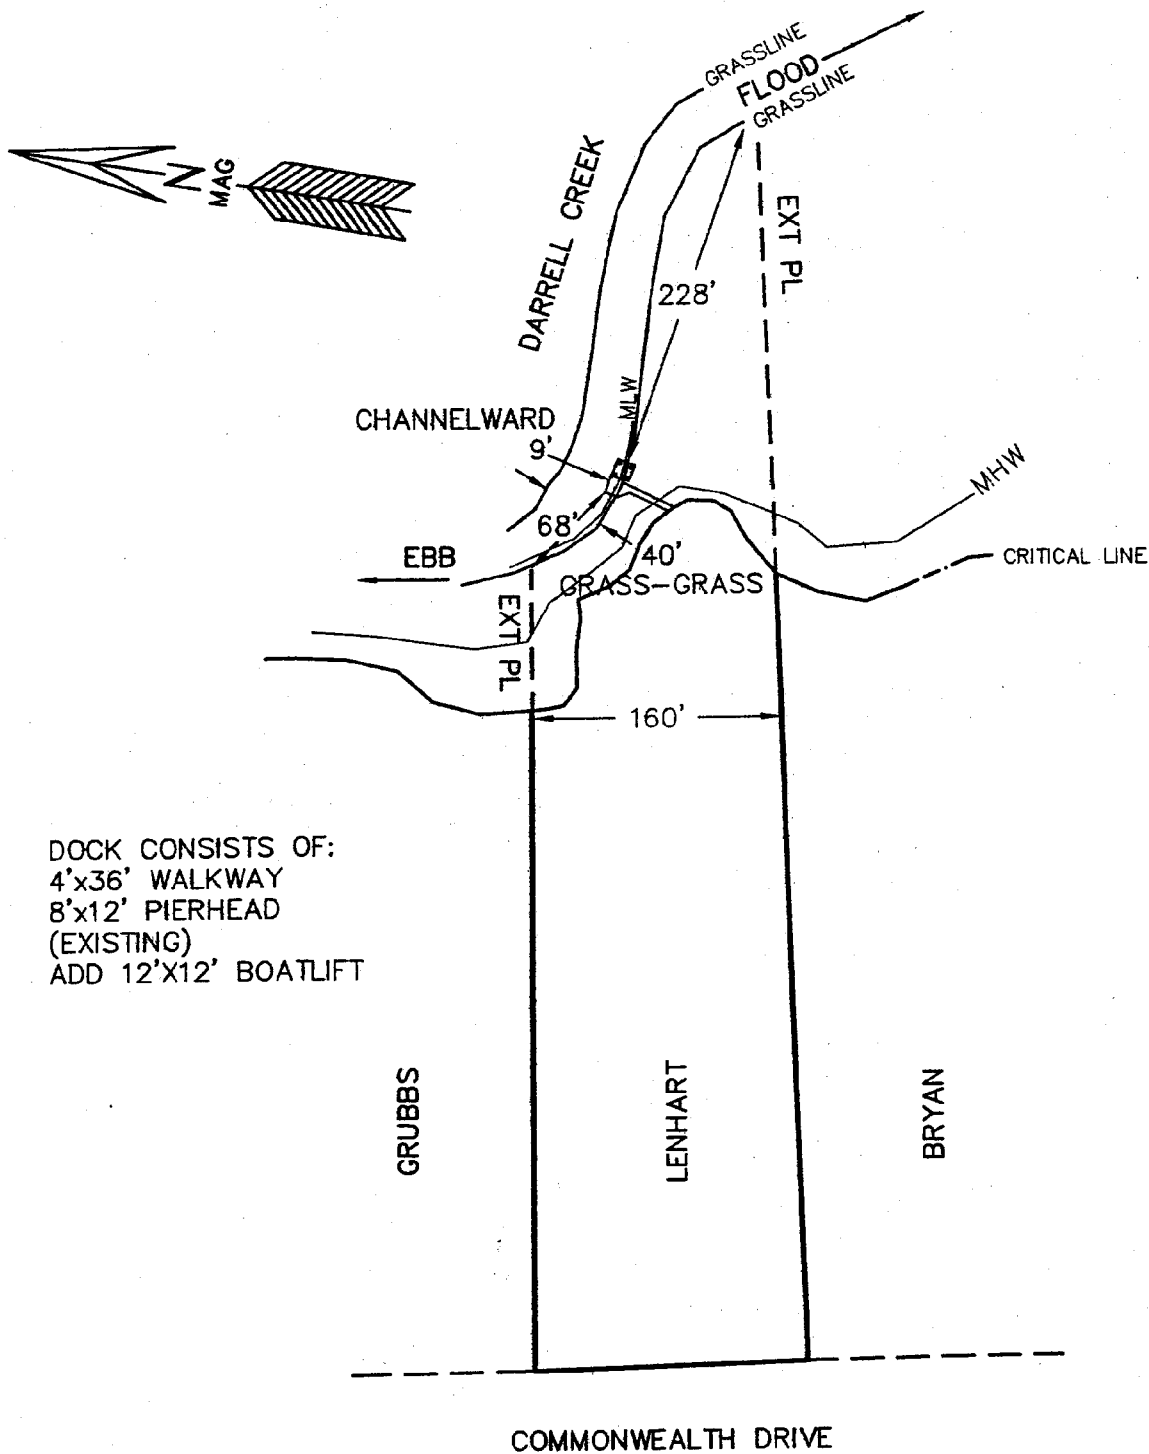 GRASSLINE
FLOOD
GRASSLINE
N
MAG
DARRELL CREEK
EXT PL
228'
MLW
CHANNELWARD
9'
MHW
68'
40'
EBB
GRASS-GRASS
CRITICAL LINE
EXT PL
160'
DOCK CONSISTS OF:
4'x36' WALKWAY
8'x12' PIERHEAD
(EXISTING)
ADD 12'X12' BOATLIFT
GRUBBS
LENHART
BRYAN
COMMONWEALTH DRIVE